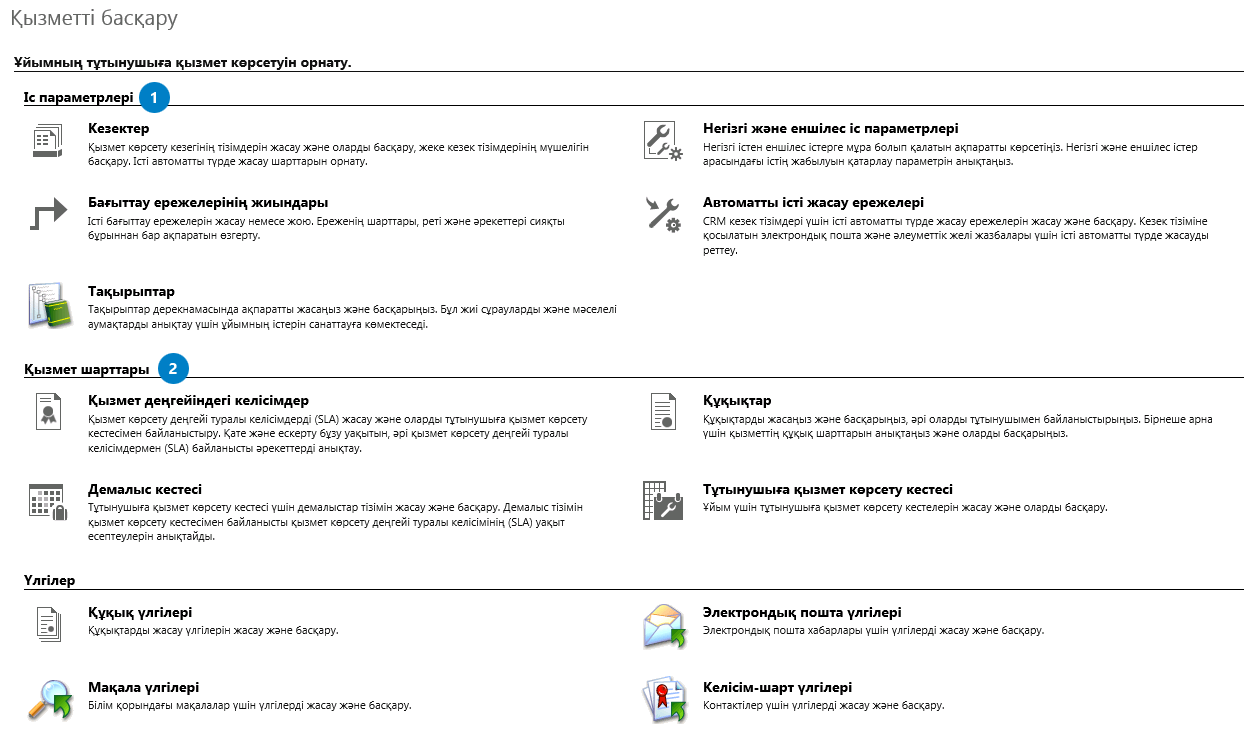 Қызметті басқару
Ұйымның тұтынушыға қызмет көрсетуін орнату.
Іс параметрлері 1
Кезектер
Қызмет көрсету кезегінің тізімдерін жасау және оларды басқару, жеке кезек тізімдерінің мүшелігін
басқару. Істі автоматты түрде жасау шарттарын орнату.
Негізгі және еншілес іс параметрлері
Негізгі істен еншілес істерге мұра болып қалатын ақпаратты көрсетіңіз. Негізгі және еншілес істер
арасындағы істің жабылуын қатарлау параметрін анықтаңыз.
Бағыттау ережелерінің жиындары
Істі бағыттау ережелерін жасау немесе жою. Ереженің шарттары, реті және әрекеттері сияқты
бұрыннан бар ақпаратын өзгерту.
Автоматты істі жасау ережелері
CRM кезек тізімдері үшін істі автоматты түрде жасау ережелерін жасау және басқару. Кезек тізіміне
қосылатын электрондық пошта және әлеуметтік желі жазбалары үшін істі автоматты түрде жасауды
реттеу.
Тақырыптар
Тақырыптар дерекнамасында ақпаратты жасаңыз және басқарыңыз. Бұл жиі сұрауларды және мәселелі
аумақтарды анықтау үшін ұйымның істерін санаттауға көмектеседі.
Қызмет шарттары 2
Қызмет деңгейіндегі келісімдер
Қызмет көрсету деңгейі туралы келісімдерді (SLA) жасау және оларды тұтынушыға қызмет көрсету
кестесімен байланыстыру. Қате және ескерту бұзу уақытын, әрі қызмет көрсету деңгейі туралы
келісімдермен (SLA) байланысты әрекеттерді анықтау.
Құқықтар
Құқықтарды жасаңыз және басқарыңыз, әрі оларды тұтынушымен байланыстырыңыз. Бірнеше арна
үшін қызметтің құқық шарттарын анықтаңыз және оларды басқарыңыз.
Демалыс кестесі
Тұтынушыға қызмет көрсету кестесі үшін демалыстар тізімін жасау және басқару. Демалыс тізімін
қызмет көрсету кестесімен байланысты қызмет көрсету деңгейі туралы келісімінің (SLA) уақыт
есептеулерін анықтайды.
Тұтынушыға қызмет көрсету кестесі
Ұйым үшін тұтынушыға қызмет көрсету кестелерін жасау және оларды басқару.
Үлгілер
Құқық үлгілері
Құқықтарды жасау үлгілерін жасау және басқару.
Электрондық пошта үлгілері
Электрондық пошта хабарлары үшін үлгілерді жасау және басқару.
Мақала үлгілері
Білім қорындағы мақалалар үшін үлгілерді жасау және басқару.
Келісім-шарт үлгілері
Контактілер үшін үлгілерді жасау және басқару.